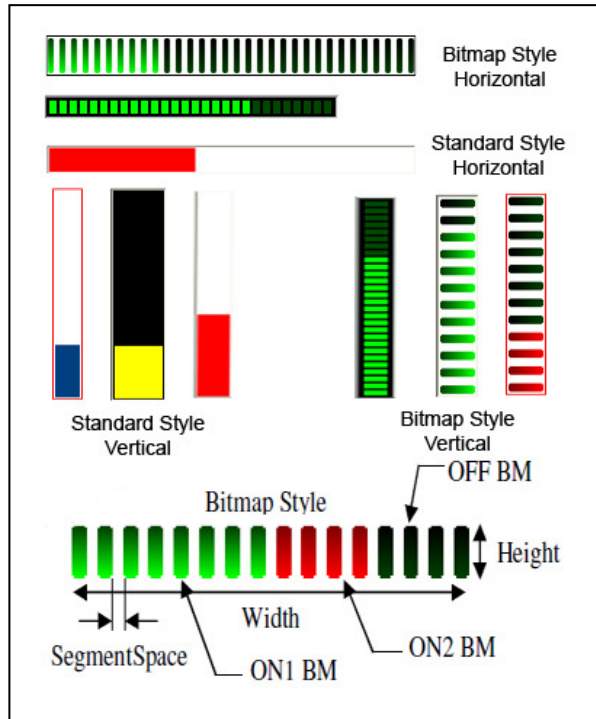 Bitmap Style
Horizontal
Standard Style
Horizontal
Standard Style
Vertical
Bitmap Style
Vertical
OFF BM
Bitmap Style
Height
Width
SegmentSpace
ON1 BM
ON2 BM